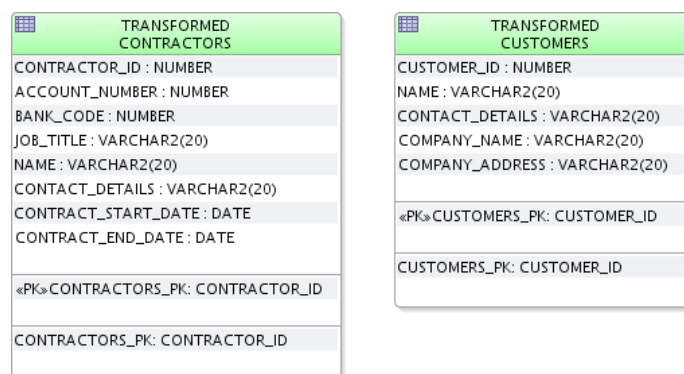 TRANSFORMED
CONTRACTORS
CONTRACTOR_ID : NUMBER
ACCOUNT_NUMBER : NUMBER
BANK_CODE : NUMBER
JOB_TITLE : VARCHAR2(20)
NAME : VARCHAR2(20)
CONTACT_DETAILS : VARCHAR2(20)
CONTRACT_START_DATE : DATE
CONTRACT_END_DATE : DATE
«PK»CONTRACTORS_PK: CONTRACTOR_ID
CONTRACTORS_PK: CONTRACTOR_ID
TRANSFORMED
CUSTOMERS
CUSTOMER_ID : NUMBER
NAME : VARCHAR2(20)
CONTACT_DETAILS : VARCHAR2(20)
COMPANY_NAME : VARCHAR2(20)
COMPANY_ADDRESS : VARCHAR2(20)
«PK»CUSTOMERS_PK: CUSTOMER_ID
CUSTOMERS_PK: CUSTOMER_ID